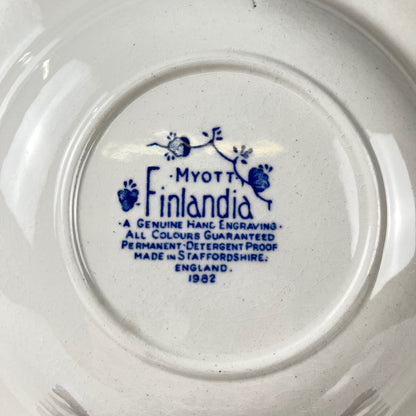 ·MYOTT·
Finlandia
·A GENUINE HAND ENGRAVING·
ALL COLOURS GUARANTEED
PERMANENT·DETERGENT PROOF
MADE IN STAFFORDSHIRE.
ENGLAND.
1982